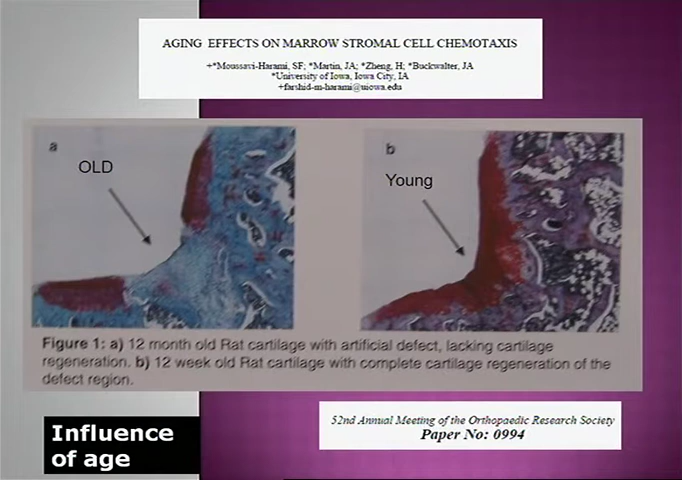 AGING EFFECTS ON MARROW STROMAL CELL CHEMOTAXIS
+*Moussavi-Harami, SF; *Martin, JA; *Zheng, H; *Buckwalter, JA
*University of Iowa, Iowa City, IA
+farshid-m-harami@uiowa.edu
a
OLD
b
Young
Figure 1: a) 12 month old Rat cartilage with artificial defect, lacking cartilage
regeneration. b) 12 week old Rat cartilage with complete cartilage regeneration of the
defect region.
Influence
of age
52nd Annual Meeting of the Orthopaedic Research Society
Paper No: 0994